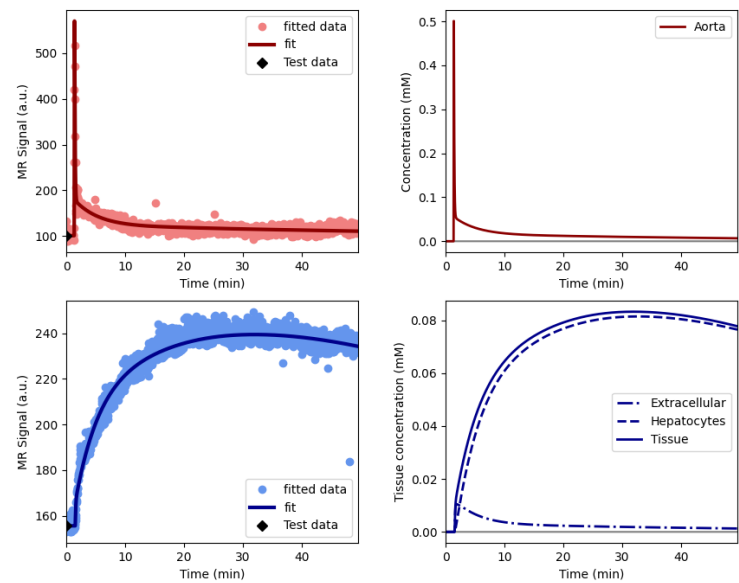 MR Signal (a.u.)
500
400
300
200
100
0 10 20 30 40
Time (min)
fitted data
fit
Test data
Concentration (mM)
0.5
0.4
0.3
0.2
0.1
0.0
0 10 20 30 40
Time (min)
Aorta
MR Signal (a.u.)
240
220
200
180
160
0 10 20 30 40
Time (min)
fitted data
fit
Test data
Tissue concentration (mM)
0.08
0.06
0.04
0.02
0.00
0 10 20 30 40
Time (min)
Extracellular
Hepatocytes
Tissue